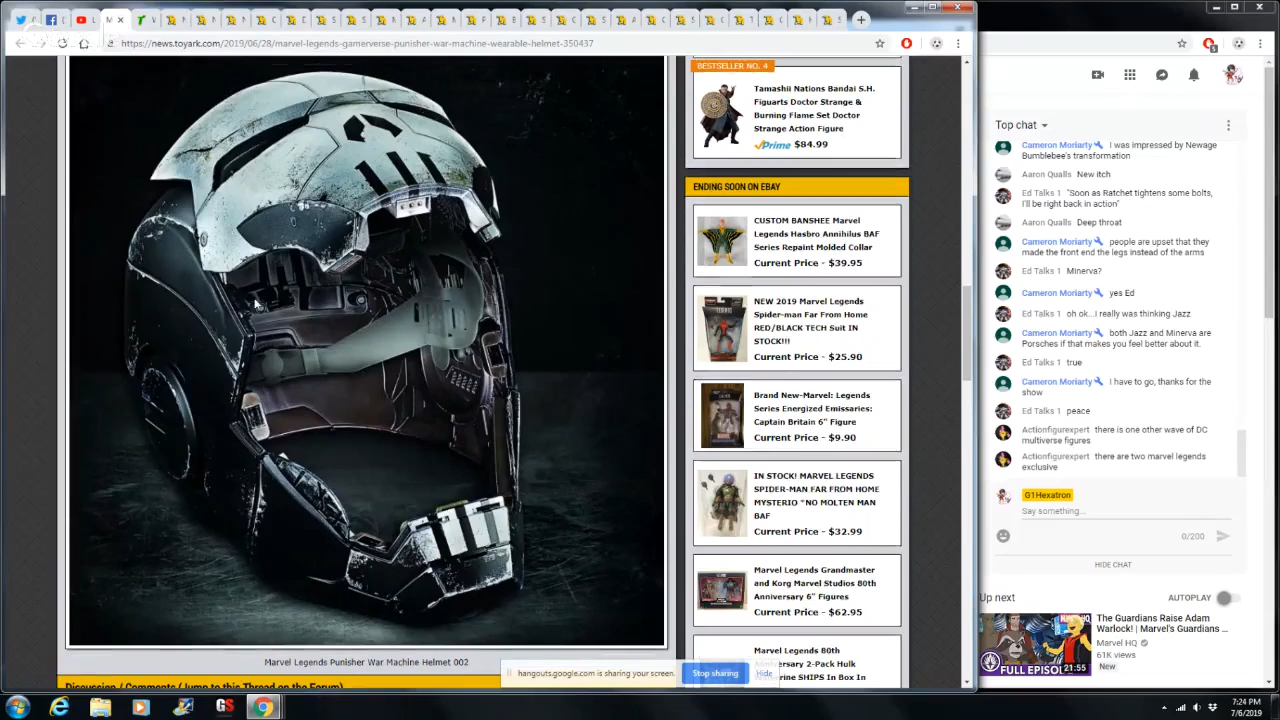 https://news.toyark.com/2019/06/28/marvel-legends-gamerverse-punisher-war-machine-wearable-helmet-350437
BESTSELLER NO. 4
Tamashii Nations Bandai S.H.
Figuarts Doctor Strange &
Burning Flame Set Doctor
Strange Action Figure
Prime $84.99
ENDING SOON ON EBAY
CUSTOM BANSHEE Marvel
Legends Hasbro Annihilus BAF
Series Repaint Molded Collar
Current Price - $39.95
NEW 2019 Marvel Legends
Spider-man Far From Home
RED/BLACK TECH Suit IN
STOCK!!!
Current Price - $25.90
Brand New-Marvel: Legends
Series Energized Emissaries:
Captain Britain 6" Figure
Current Price - $9.90
IN STOCK! MARVEL LEGENDS
SPIDER-MAN FAR FROM HOME
MYSTERIO *NO MOLTEN MAN
BAF
Current Price - $32.99
Marvel Legends Grandmaster
and Korg Marvel Studios 80th
Anniversary 6" Figures
Current Price - $62.95
Marvel Legends 80th
Anniversary 2-Pack Hulk
SHIPS In Box In
Marvel Legends Punisher War Machine Helmet 002
Discussion / Comments (Jump to this Thread on the Forum)
hangouts.google.com is sharing your screen.
Stop sharing
Hide
Top chat
Cameron Moriarty I was impressed by Newage
Bumblebee's transformation
Aaron Qualls New itch
Ed Talks 1 "Soon as Ratchet tightens some bolts,
I'll be right back in action"
Aaron Qualls Deep throat
Cameron Moriarty people are upset that they
made the front end the legs instead of the arms
Ed Talks 1 Minerva?
Cameron Moriarty yes Ed
Ed Talks 1 oh ok...I really was thinking Jazz
Cameron Moriarty both Jazz and Minerva are
Porsches if that makes you feel better about it.
Ed Talks 1 true
Cameron Moriarty I have to go, thanks for the
show
Ed Talks 1 peace
Actionfigurexpert there is one other wave of DC
multiverse figures
Actionfigurexpert there are two marvel legends
exclusive
G1Hexatron
Say something...
0/200
HIDE CHAT
Up next
AUTOPLAY
The Guardians Raise Adam
Warlock! | Marvel's Guardians ...
Marvel HQ
61K views
New
FULL EPISO
21:55
GS
7:24 PM
7/6/2019